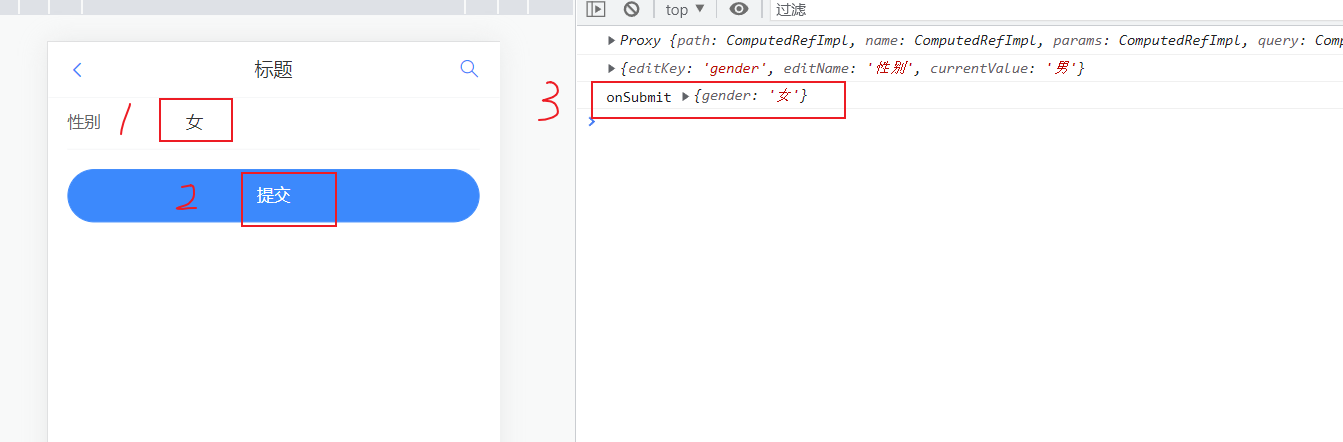 标题
性别 1 女
2 提交
3
top ▼ 过滤
▶Proxy {path: ComputedRefImpl, name: ComputedRefImpl, params: ComputedRefImpl, query: Comp
▶{editKey: 'gender', editName: '性别', currentValue: '男'}
onSubmit ▶{gender: '女'}